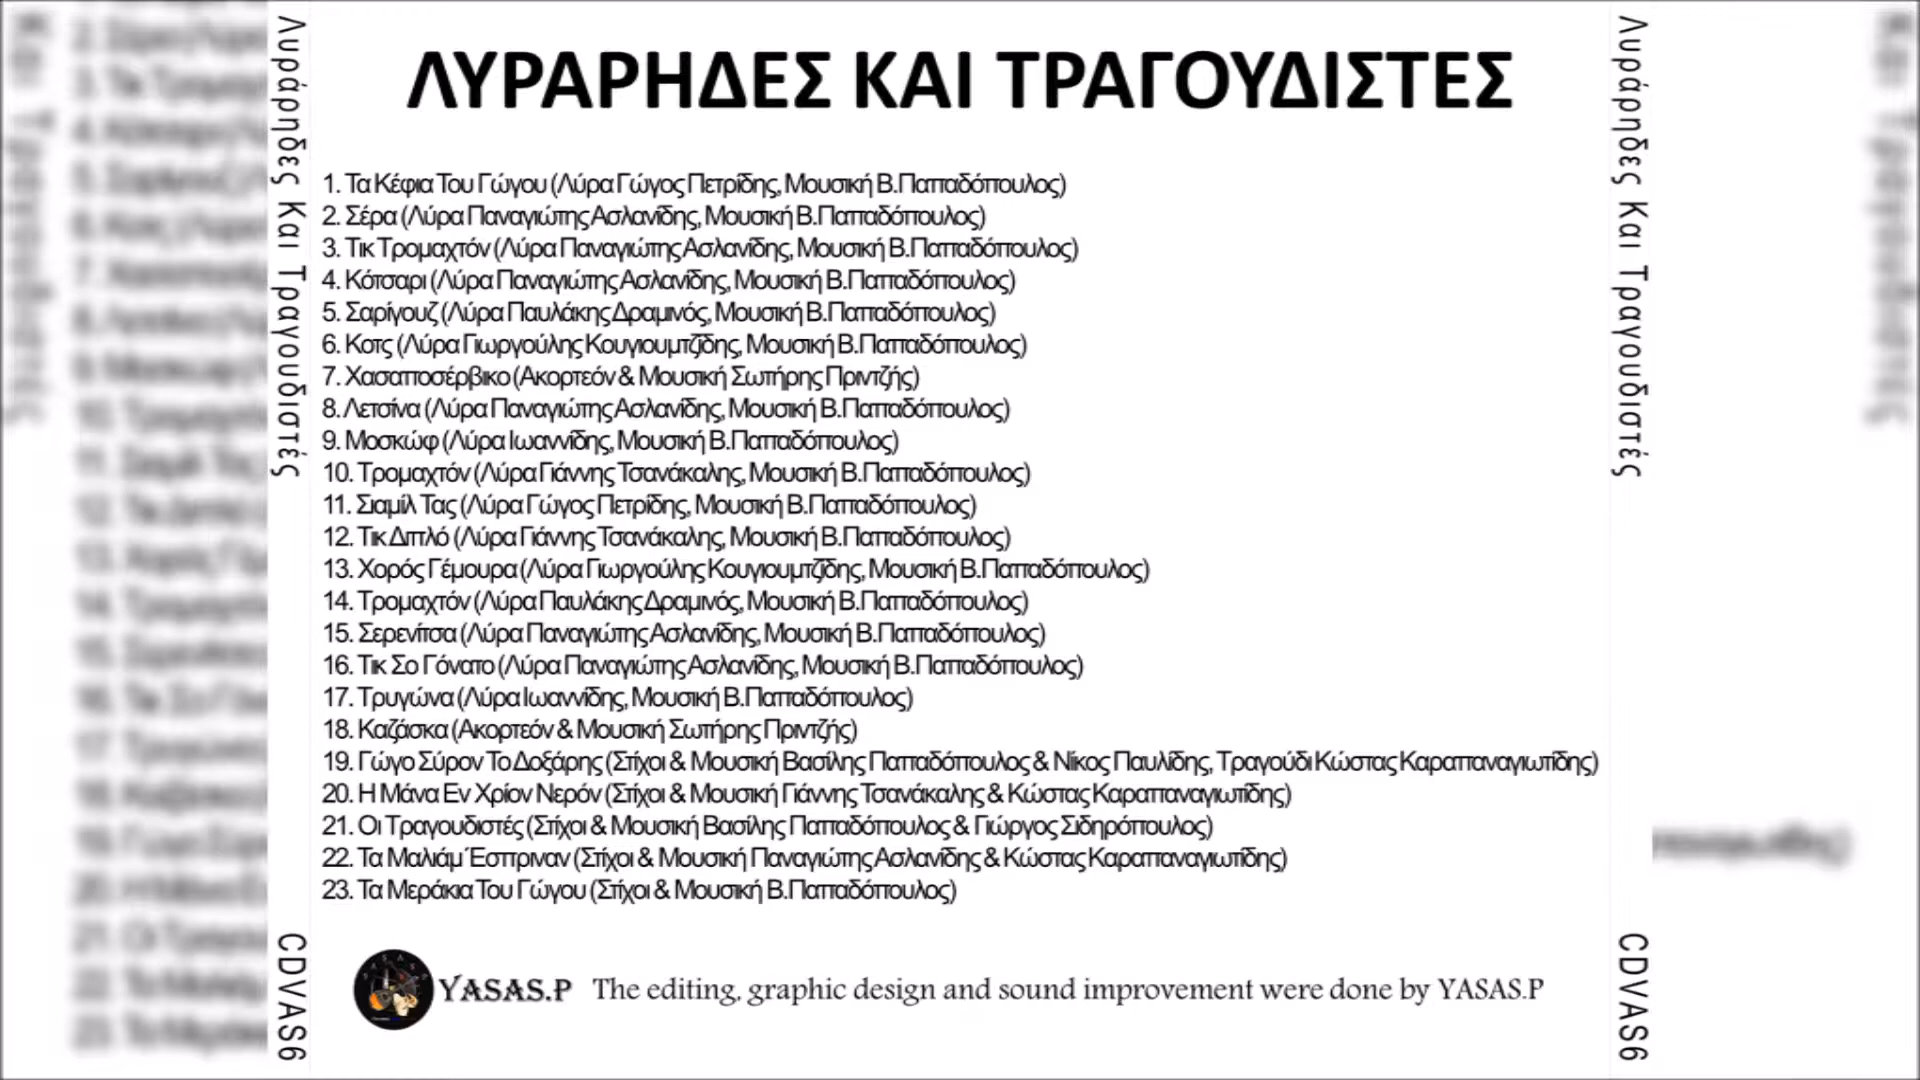 ΛΥΡΑΡΗΔΕΣ ΚΑΙ ΤΡΑΓΟΥΔΙΣΤΕΣ
1. Τα Κέφια Του Γώγου (Λύρα Γώγος Πετρίδης, Μουσική Β.Παπαδόπουλος)
2. Σέρα (Λύρα Παναγιώτης Ασλανίδης, Μουσική Β.Παπαδόπουλος)
3. Τικ Τρομαχτόν (Λύρα Παναγιώτης Ασλανίδης, Μουσική Β.Παπαδόπουλος)
4. Κότσαρι (Λύρα Παναγιώτης Ασλανίδης, Μουσική Β.Παπαδόπουλος)
5. Σαρίγουζ (Λύρα Παυλάκης Δραμινός, Μουσική Β.Παπαδόπουλος)
6. Κοτς (Λύρα Γιωργούλης Κουγιουμτζίδης, Μουσική Β.Παπαδόπουλος)
7. Χασαποσέρβικο (Ακορτεόν & Μουσική Σωτήρης Πριντζής)
8. Λετσίνα (Λύρα Παναγιώτης Ασλανίδης, Μουσική Β.Παπαδόπουλος)
9. Μοσκώφ (Λύρα Ιωαννίδης, Μουσική Β.Παπαδόπουλος)
10. Τρομαχτόν (Λύρα Γιάννης Τσανάκαλης, Μουσική Β.Παπαδόπουλος)
11. Σιαμίλ Τας (Λύρα Γώγος Πετρίδης, Μουσική Β.Παπαδόπουλος)
12. Τικ Διπλό (Λύρα Γιάννης Τσανάκαλης, Μουσική Β.Παπαδόπουλος)
13. Χορός Γέμουρα (Λύρα Γιωργούλης Κουγιουμτζίδης, Μουσική Β.Παπαδόπουλος)
14. Τρομαχτόν (Λύρα Παυλάκης Δραμινός, Μουσική Β.Παπαδόπουλος)
15. Σερενίτσα (Λύρα Παναγιώτης Ασλανίδης, Μουσική Β.Παπαδόπουλος)
16. Τικ Σο Γόνατο (Λύρα Παναγιώτης Ασλανίδης, Μουσική Β.Παπαδόπουλος)
17. Τρυγώνα (Λύρα Ιωαννίδης, Μουσική Β.Παπαδόπουλος)
18. Καζάσκα (Ακορτεόν & Μουσική Σωτήρης Πριντζής)
19. Γώγο Σύρον Το Δοξάρης (Στίχοι & Μουσική Βασίλης Παπαδόπουλος & Νίκος Παυλίδης, Τραγούδι Κώστας Καραπαναγιωτίδης)
20. Η Μάνα Εν Χρίον Νερόν (Στίχοι & Μουσική Γιάννης Τσανάκαλης & Κώστας Καραπαναγιωτίδης)
21. Οι Τραγουδιστές (Στίχοι & Μουσική Βασίλης Παπαδόπουλος & Γιώργος Σιδηρόπουλος)
22. Τα Μαλιάμ Έσπριναν (Στίχοι & Μουσική Παναγιώτης Ασλανίδης & Κώστας Καραπαναγιωτίδης)
23. Τα Μεράκια Του Γώγου (Στίχοι & Μουσική Β.Παπαδόπουλος)
YASAS.P The editing, graphic design and sound improvement were done by YASAS.P
Λυράρηδες Και Τραγουδιστές
CDVAS6
Λυράρηδες Και Τραγουδιστές
CDVAS6